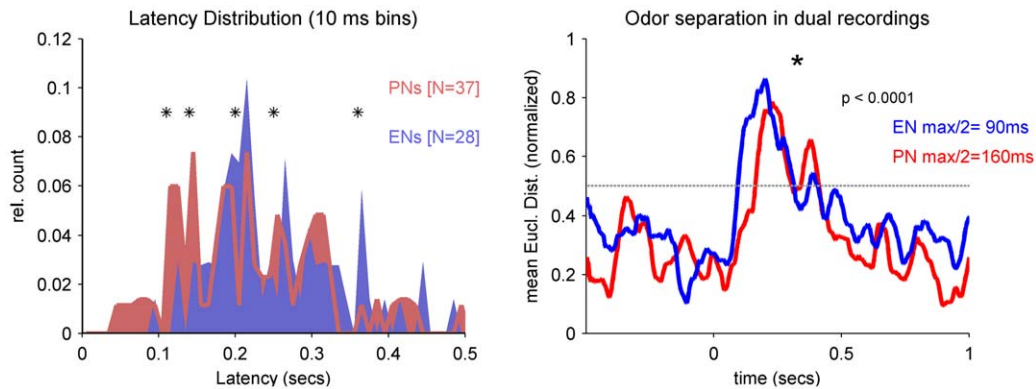 Latency Distribution (10 ms bins)
0.12
0.1
0.08
0.06
0.04
0.02
0
rel. count
* * * * *
PNs [N=37]
ENs [N=28]
0 0.1 0.2 0.3 0.4 0.5
Latency (secs)
Odor separation in dual recordings
1
0.8
0.6
0.4
0.2
0
mean Eucl. Dist. (normalized)
*
p < 0.0001
EN max/2= 90ms
PN max/2=160ms
0 0.5 1
time (secs)